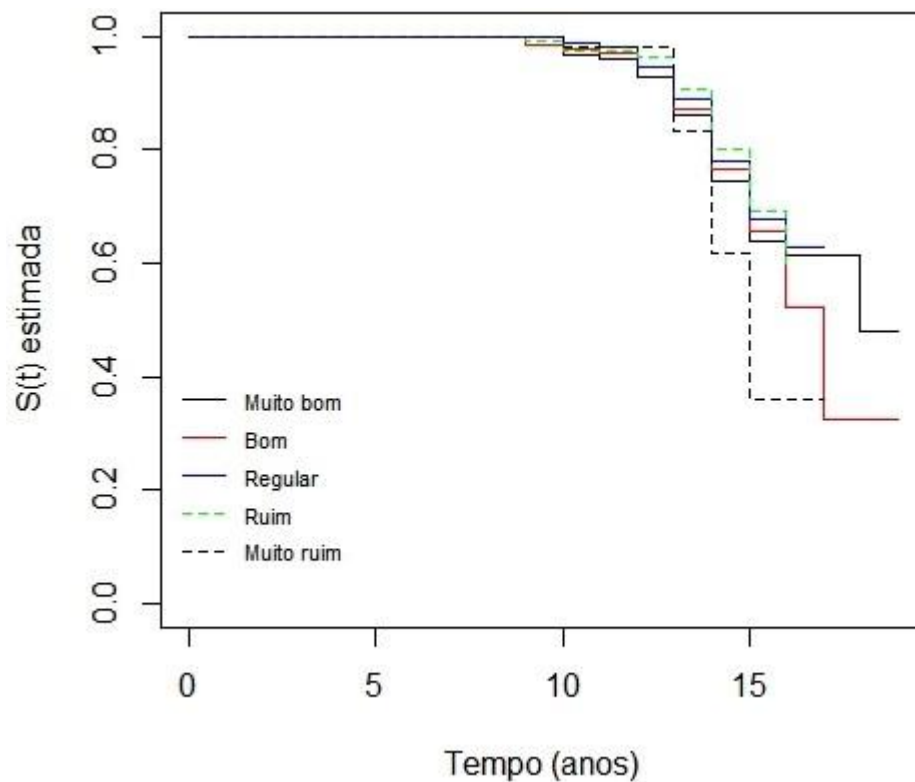 1.0
0.8
0.6
0.4
0.2
0.0
S(t) estimada
Muito bom
Bom
Regular
Ruim
Muito ruim
0 5 10 15
Tempo (anos)